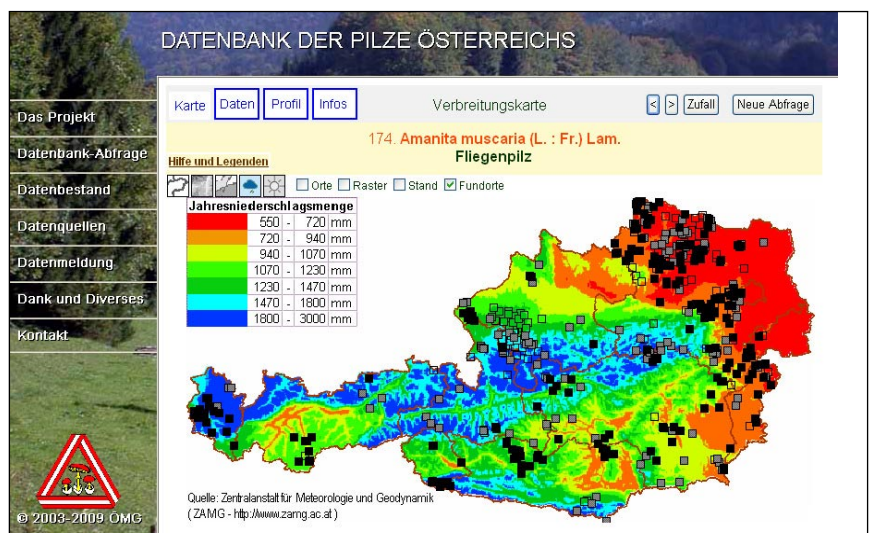 DATENBANK DER PILZE ÖSTERREICHS
Das Projekt
Datenbank-Abfrage
Datenbestand
Datenquellen
Datenmeldung
Dank und Diverses
Kontakt
© 2003-2009 ÖMG
Karte Daten Profil Infos Verbreitungskarte < > Zufall Neue Abfrage
174. Amanita muscaria (L. : Fr.) Lam.
Fliegenpilz
Hilfe und Legenden
Orte Raster Stand Fundorte
Jahresniederschlagsmenge
550 - 720 mm
720 - 940 mm
940 - 1070 mm
1070 - 1230 mm
1230 - 1470 mm
1470 - 1800 mm
1800 - 3000 mm
Quelle: Zentralanstalt für Meteorologie und Geodynamik
( ZAMG - http://www.zamg.ac.at )